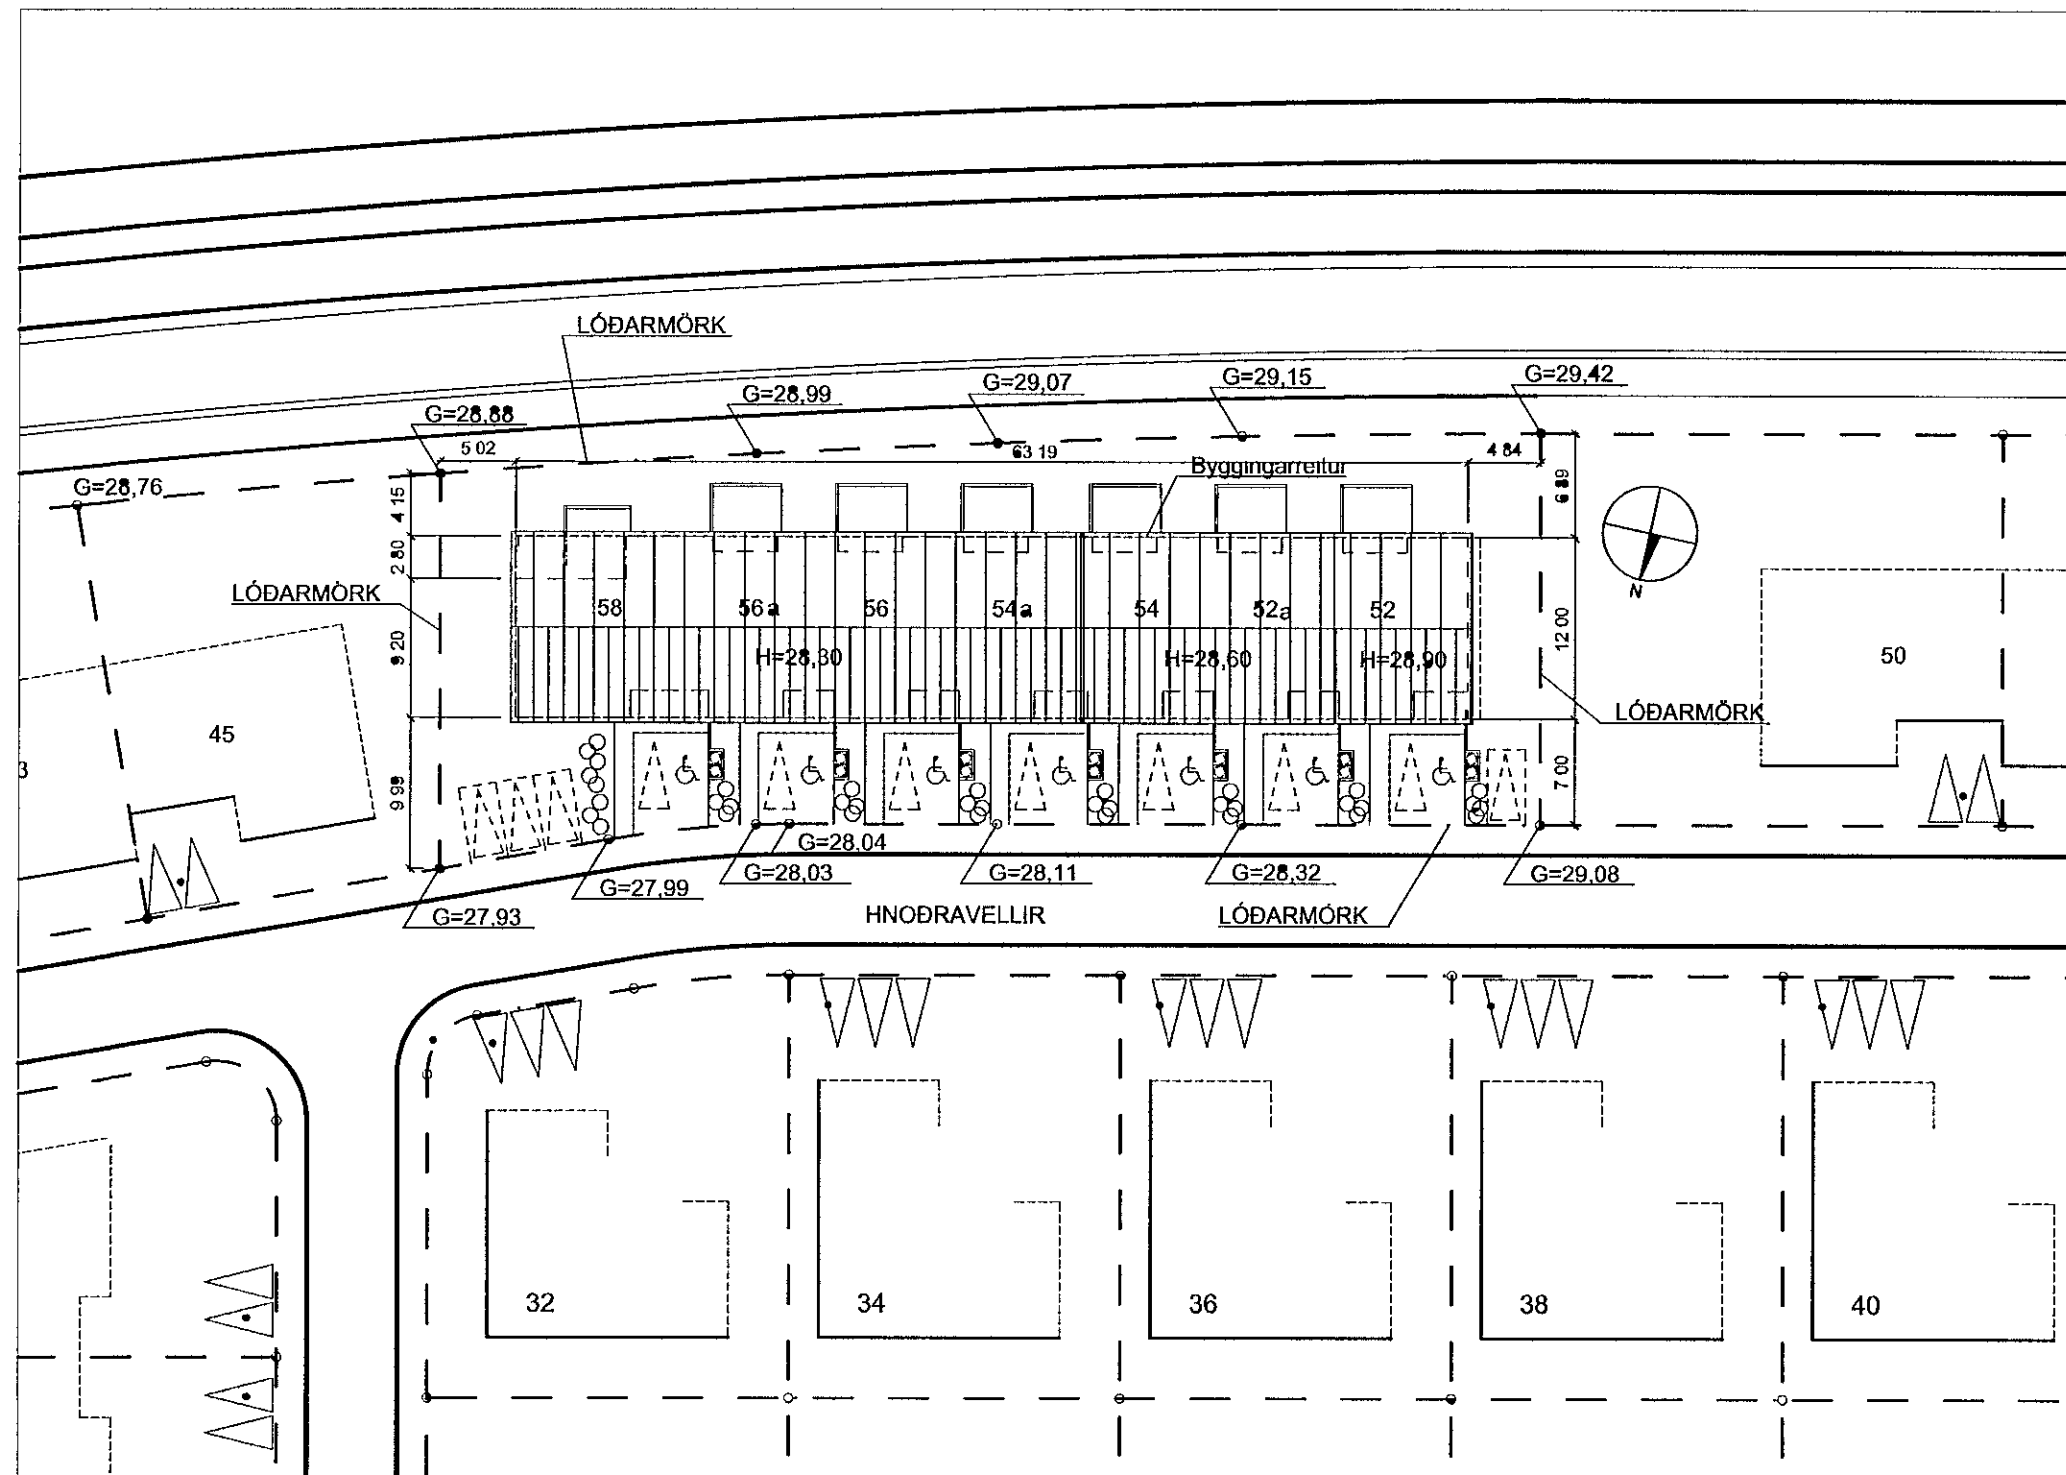 LÓÐARMÖRK
G=28,88
G=28,99
G=29,07
G=29,15
G=29,42
5 02
63 19
4 84
Byggingarreitur
G=28,76
4 15
2 80
9 20
9 99
6 89
12 00
7 00
N
LÓÐARMÖRK
58
56a
56
54a
54
52a
52
H=28,30
H=28,60
H=28,90
50
45
3
LÓÐARMÖRK
G=28,04
G=28,03
G=27,99
G=27,93
G=28,11
G=28,32
G=29,08
HNOÐRAVELLIR
LÓÐARMÖRK
32
34
36
38
40